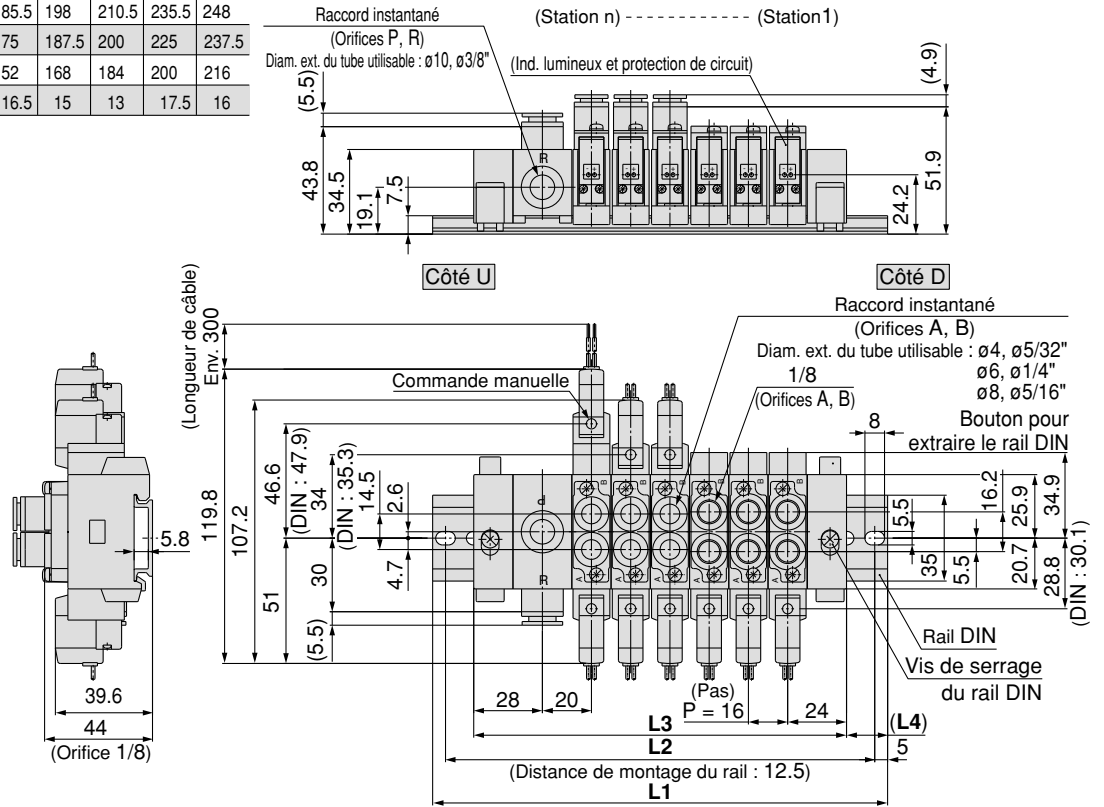 85.5 198 210.5 235.5 248
75 187.5 200 225 237.5
52 168 184 200 216
16.5 15 13 17.5 16
Raccord instantané
(Orifices P, R)
Diam. ext. du tube utilisable : ø10, ø3/8"
(Station n) (Station1)
(Ind. lumineux et protection de circuit)
(4.9)
(5.5)
43.8
34.5
19.1
7.5
R
24.2
51.9
Côté U
Côté D
Raccord instantané
(Orifices A, B)
Diam. ext. du tube utilisable : ø4, ø5/32"
ø6, ø1/4"
ø8, ø5/16"
1/8
(Orifices A, B)
Bouton pour
extraire le rail DIN
8
(Longueur de câble)
Env. 300
Commande manuelle
119.8
107.2
46.6
(DIN : 47.9)
34
(DIN : 35.3)
14.5
2.6
4.7
30
51
(5.5)
P
R
B
B
B
B
B
B
A
A
A
A
A
A
5.5
16.2
25.9
34.9
35
5.5
20.7
28.8
(DIN : 30.1)
5.8
39.6
44
(Orifice 1/8)
Rail DIN
Vis de serrage
du rail DIN
28
20
(Pas)
P = 16
24
L3
(L4)
L2
5
(Distance de montage du rail : 12.5)
L1